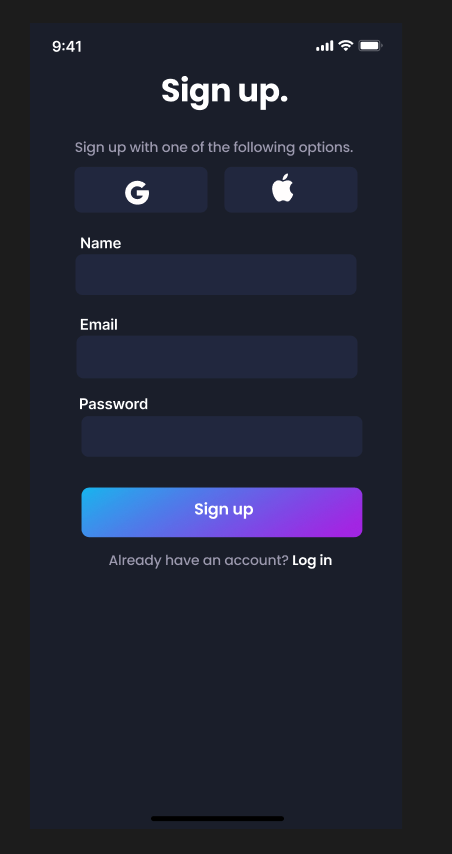 9:41
Sign up.
Sign up with one of the following options.
G
Name
Email
Password
Sign up
Already have an account? Log in